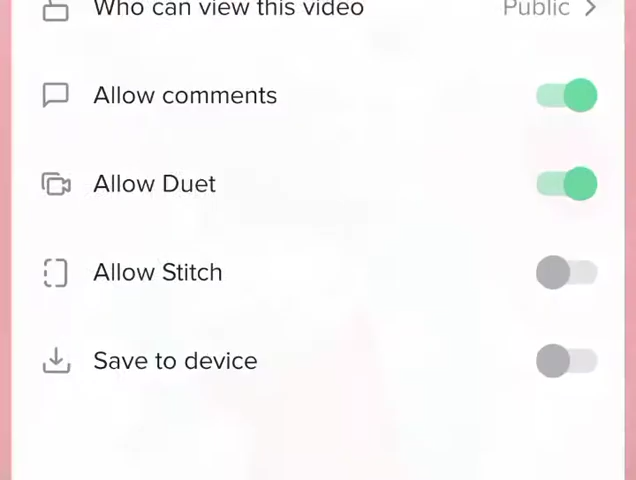 Who can view this video Public
Allow comments
Allow Duet
Allow Stitch
Save to device